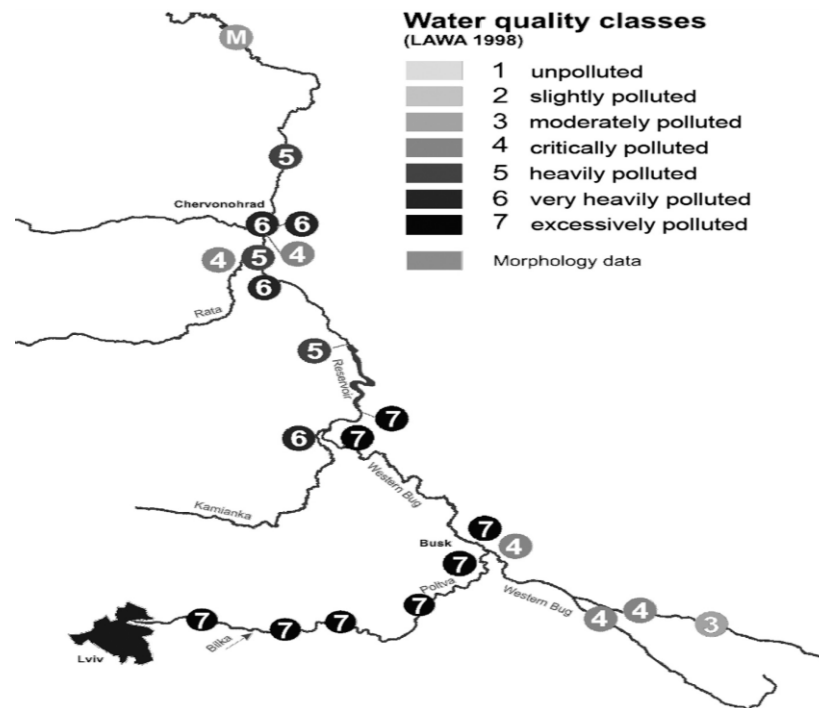 Water quality classes
(LAWA 1998)
1 unpolluted
2 slightly polluted
3 moderately polluted
4 critically polluted
5 heavily polluted
6 very heavily polluted
7 excessively polluted
Morphology data
M
5
Chervonohrad
6 6
4 5 4
6
Rata
5
Reservoir
7
6 7
Kamianka
Western Bug
7
Busk 4
7
Poltva
Western Bug
7 7 7 7
4 4 3
Bilka
Lviv